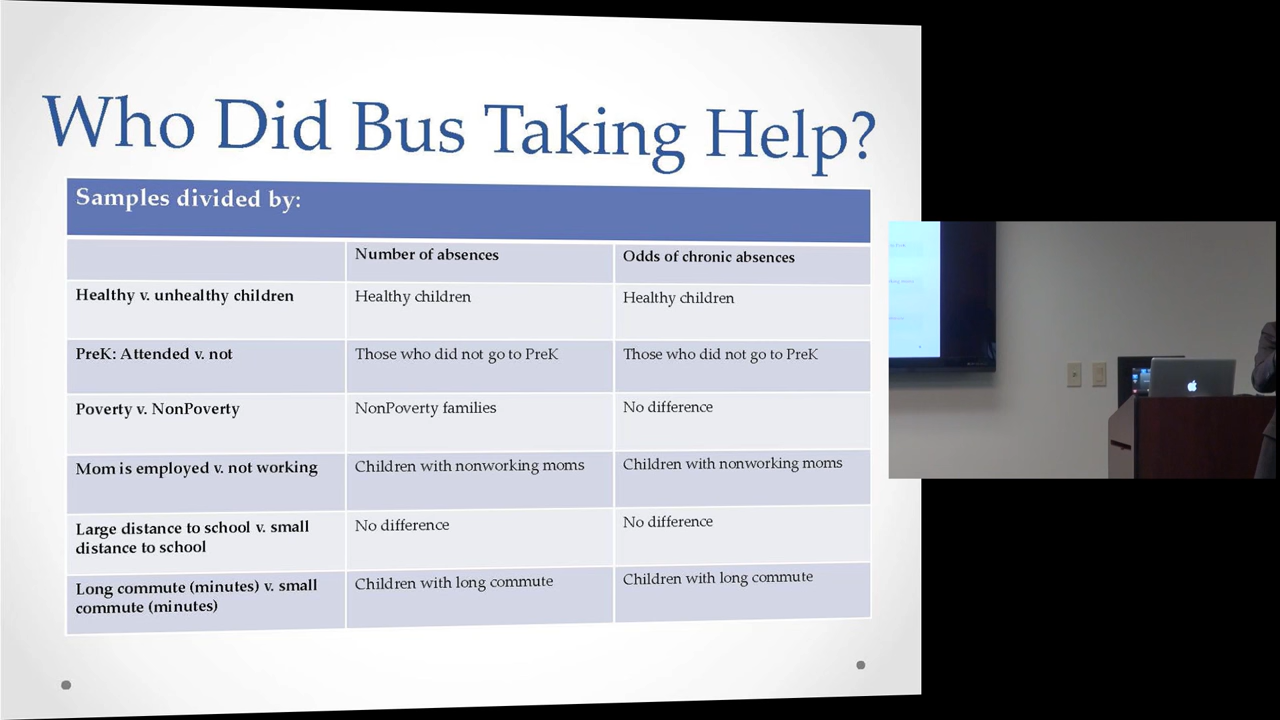 Who Did Bus Taking Help?
Samples divided by:
Number of absences
Odds of chronic absences
Healthy v. unhealthy children
Healthy children
Healthy children
PreK: Attended v. not
Those who did not go to PreK
Those who did not go to PreK
Poverty v. NonPoverty
NonPoverty families
No difference
Mom is employed v. not working
Children with nonworking moms
Children with nonworking moms
Large distance to school v. small
distance to school
No difference
No difference
Long commute (minutes) v. small
commute (minutes)
Children with long commute
Children with long commute